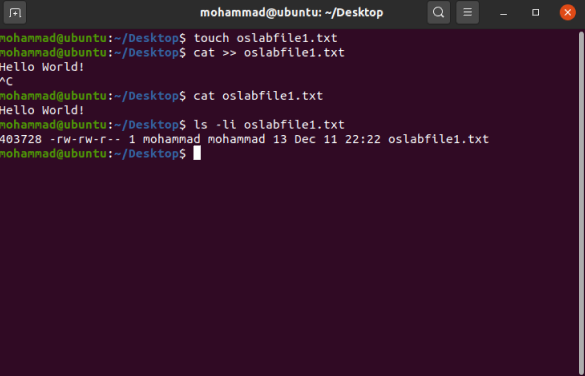 mohammad@ubuntu: ~/Desktop
mohammad@ubuntu:~/Desktop$ touch oslabfile1.txt
mohammad@ubuntu:~/Desktop$ cat >> oslabfile1.txt
Hello World!
^C
mohammad@ubuntu:~/Desktop$ cat oslabfile1.txt
Hello World!
mohammad@ubuntu:~/Desktop$ ls -li oslabfile1.txt
403728 -rw-rw-r-- 1 mohammad mohammad 13 Dec 11 22:22 oslabfile1.txt
mohammad@ubuntu:~/Desktop$